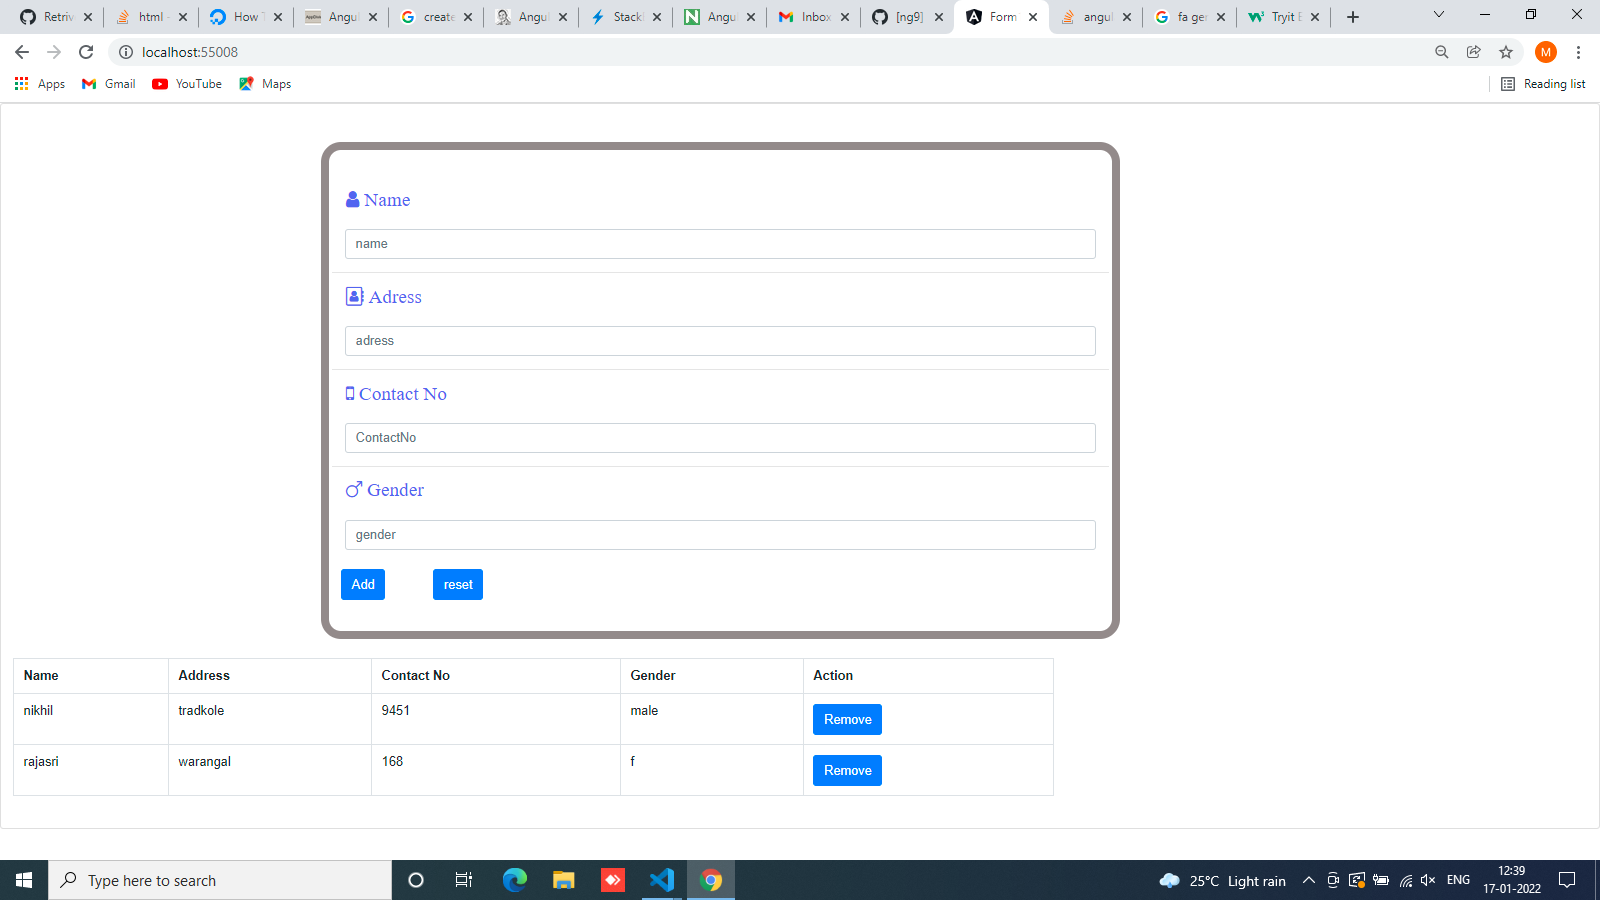 Retriv
html -
How T
Angul
create
Angul
Stack
Angu
Inbox
[ng9]
Form
angul
fa ger
Tryit E
localhost:55008
M
Apps
Gmail
YouTube
Maps
Reading list
Name
name
Adress
adress
Contact No
ContactNo
Gender
gender
Add reset
Name Address Contact No Gender Action
nikhil tradkole 9451 male Remove
rajasri warangal 168 f Remove
Type here to search
25°C Light rain
ENG
12:39
17-01-2022